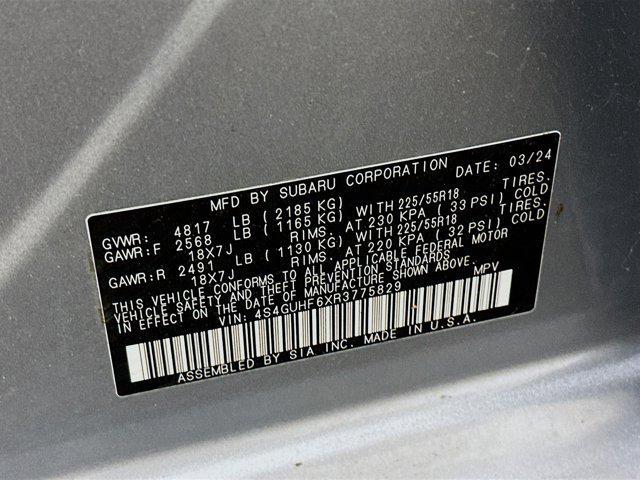 MFD BY SUBARU CORPORATION DATE: 03/24
GVWR: 4817 LB (2185 KG)
GAWR:F 2568 LB (1165 KG) WITH 225/55R18 TIRES.
18X7J RIMS. AT 230 KPA (33 PSI) COLD
GAWR:R 2491 LB (1130 KG) WITH 225/55R18 TIRES.
18X7J RIMS. AT 220 KPA (32 PSI) COLD
THIS VEHICLE CONFORMS TO ALL APPLICABLE FEDERAL MOTOR
VEHICLE SAFETY AND THEFT PREVENTION STANDARDS
IN EFFECT ON THE DATE OF MANUFACTURE SHOWN ABOVE.
VIN: 4S4GUHF6XR3775829 MPV
ASSEMBLED BY SIA INC. MADE IN U.S.A.